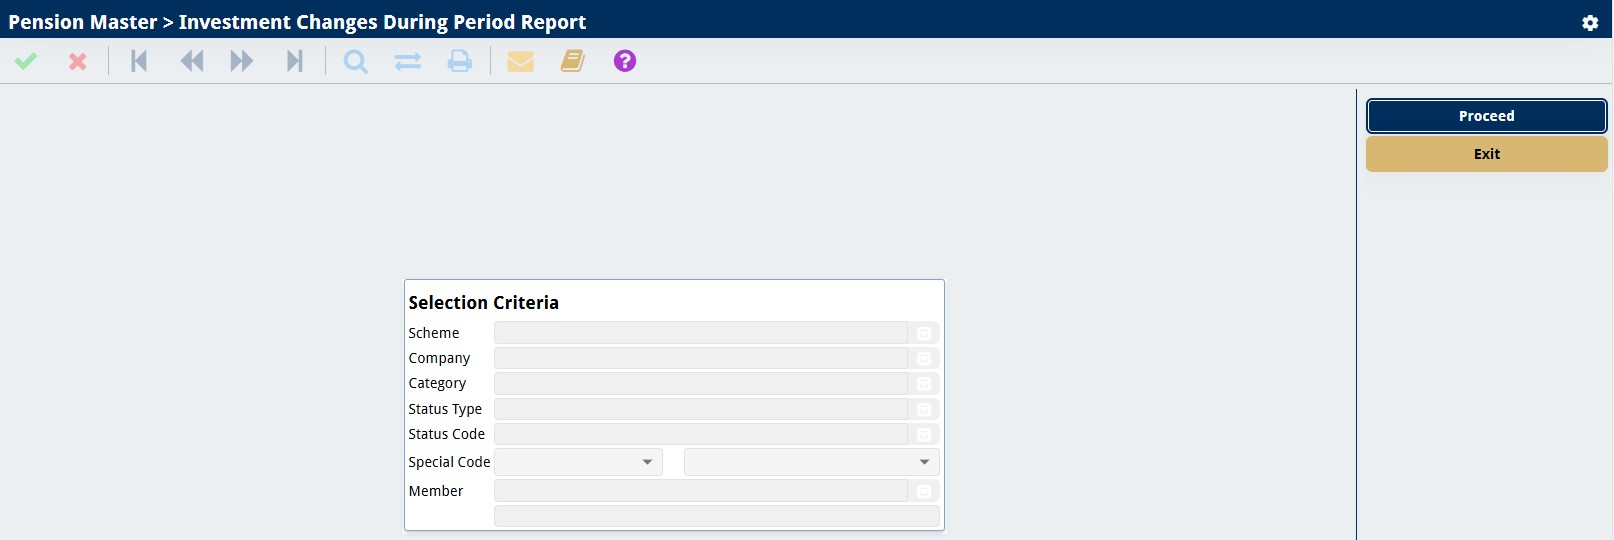 Pension Master > Investment Changes During Period Report
?
Proceed
Exit
Selection Criteria
Scheme
Company
Category
Status Type
Status Code
Special Code
Member